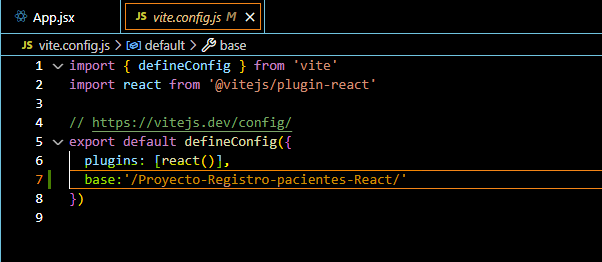 App.jsx
JS vite.config.js M ×
JS vite.config.js > default > base
1 import { defineConfig } from 'vite'
2 import react from '@vitejs/plugin-react'
3
4 // https://vitejs.dev/config/
5 export default defineConfig({
6 plugins: [react()],
7 base:'/Proyecto-Registro-pacientes-React/'
8 })
9